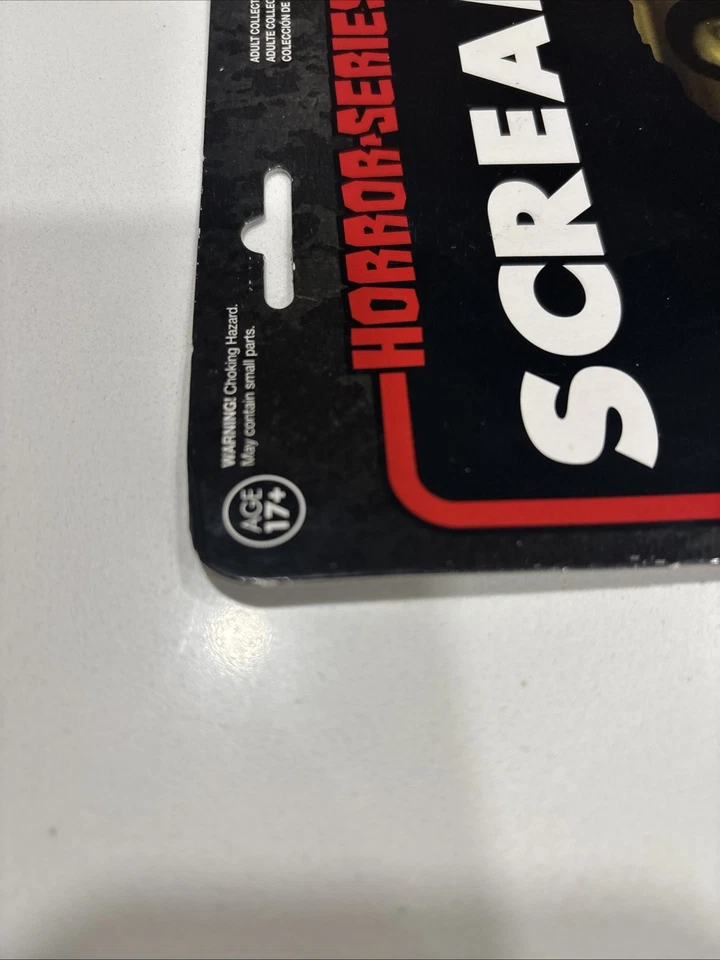 AGE
17+
WARNING! Choking Hazard.
May contain small parts.
ADULT COLLECT
ADULTE COLLEC
COLECCIÓN DE
HORROR SERIES
SCREA